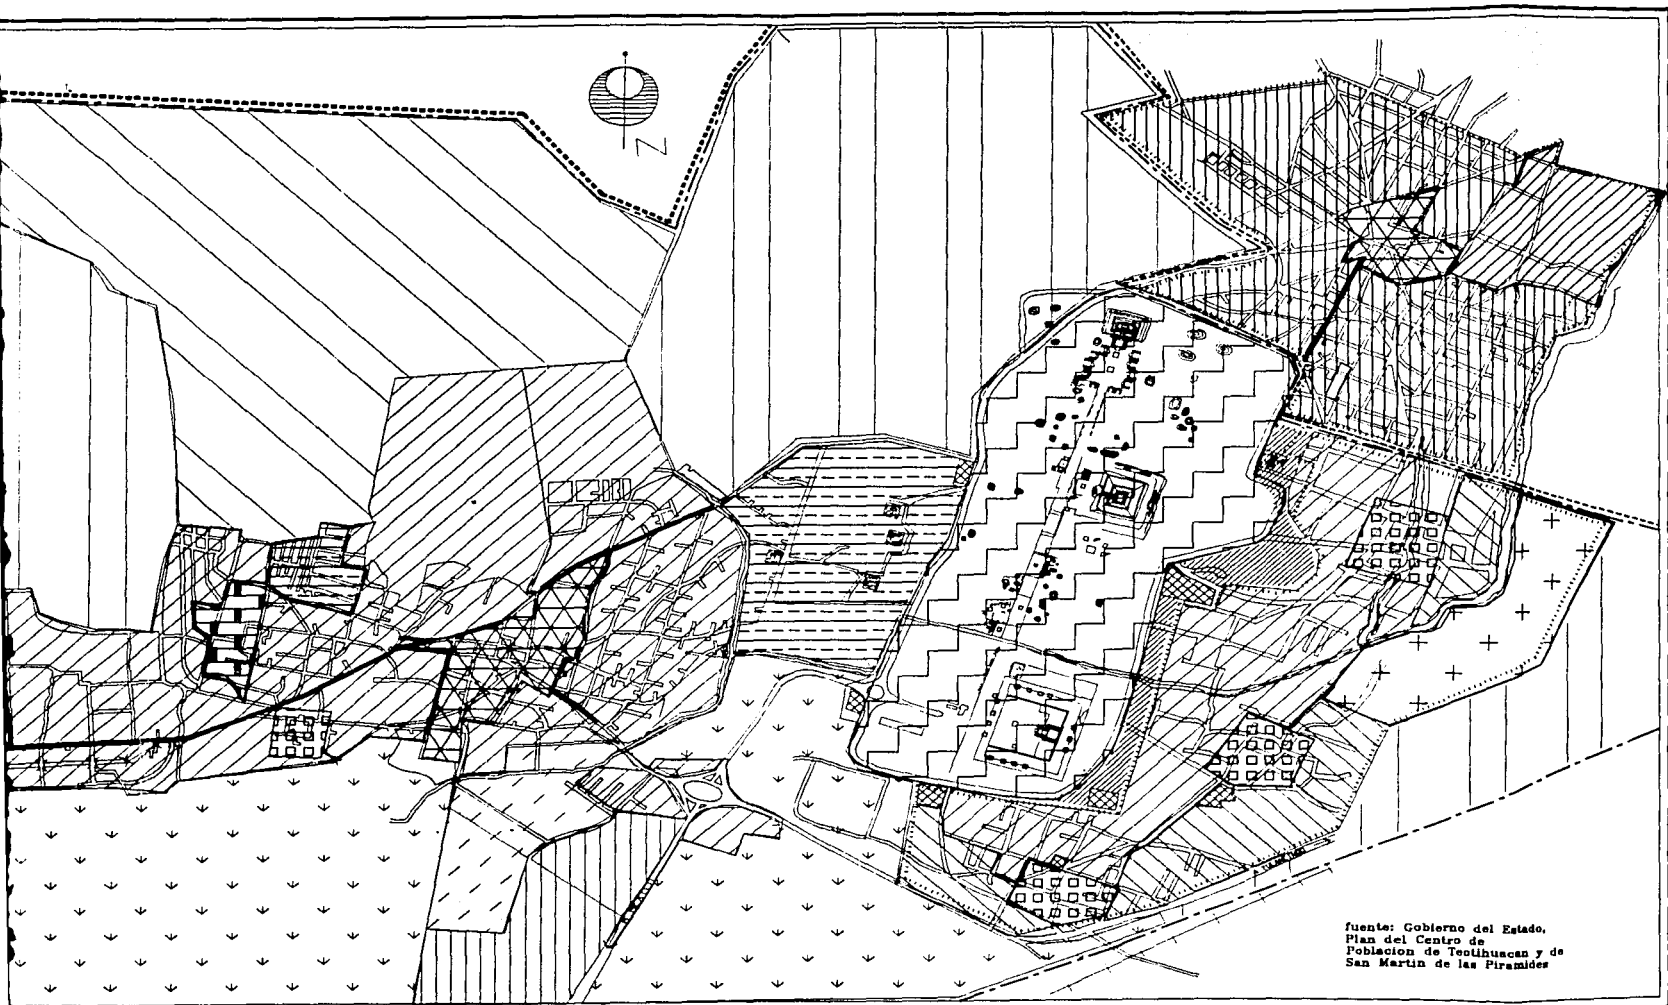 N
fuente: Gobierno del Estado,
Plan del Centro de
Poblacion de Teotihuacan y de
San Martin de las Piramides